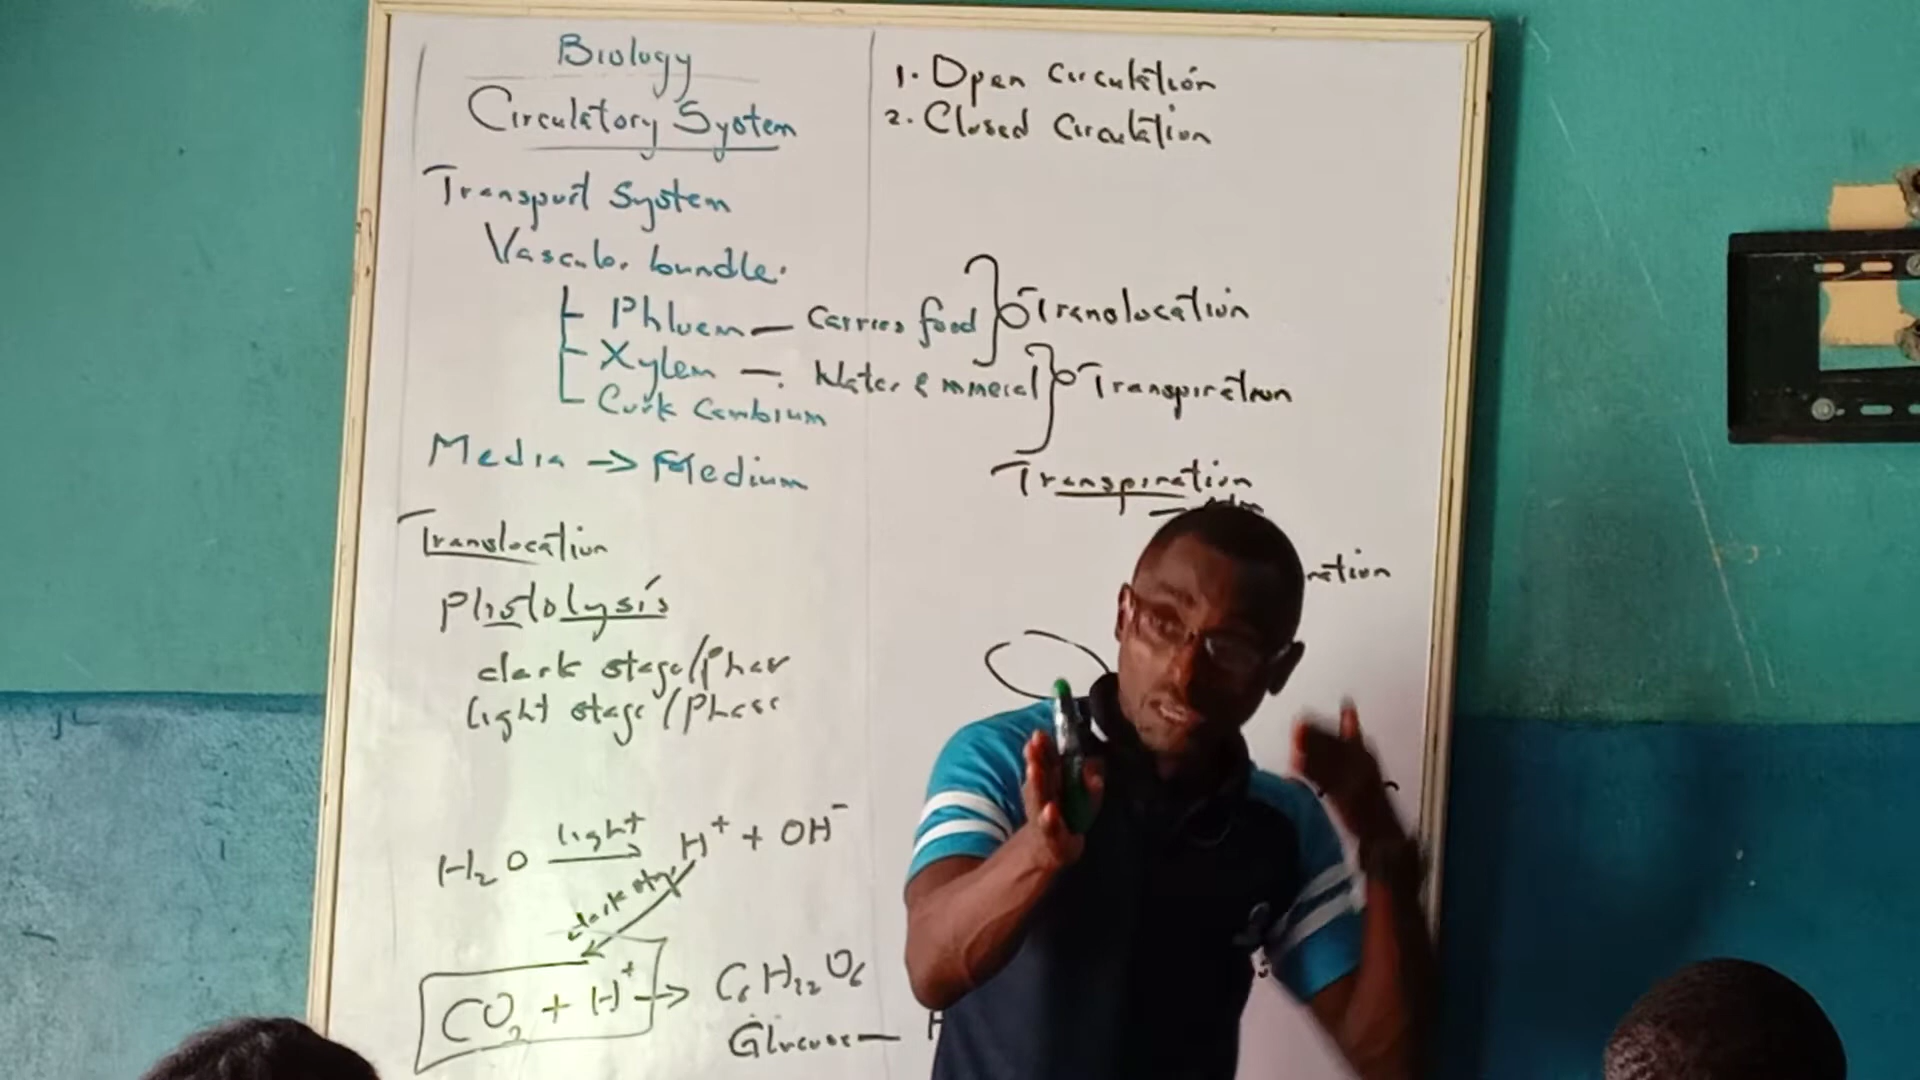 Biology
Circulatory System
Transport System
Vascular bundle.
Phloem — Carries food
Xylem — Water & mineral
Cork Cambium
Media → Medium
Translocation
Photolysis
dark stage/Phase
light stage/Phase
H₂O light→ H⁺ + OH⁻
dark stage
CO₂ + H⁺ → C₆H₁₂O₆
Glucose —
1. Open Circulation
2. Closed Circulation
Translocation
Transpiration
Transpiration